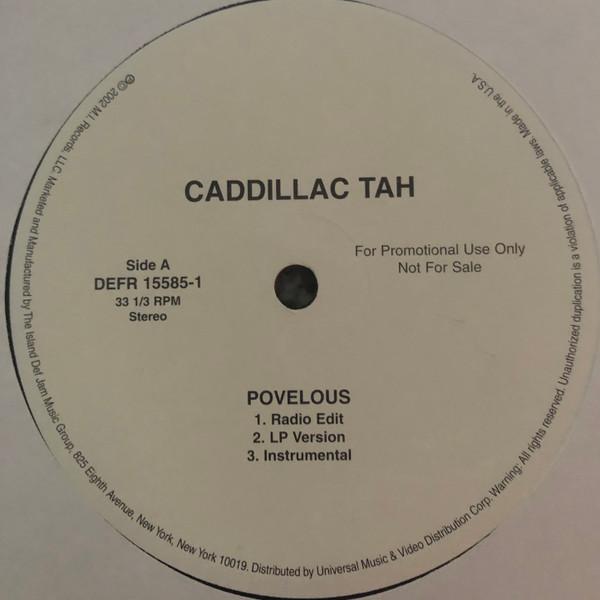 CADDILLAC TAH
Side A
DEFR 15585-1
33 1/3 RPM
Stereo
For Promotional Use Only
Not For Sale
POVELOUS
1. Radio Edit
2. LP Version
3. Instrumental
℗© 2002 M.I. Records, LLC. Marketed and Manufactured by The Island Def Jam Music Group, 825 Eighth Avenue, New York, New York 10019. Distributed by Universal Music & Video Distribution Corp. Warning: All rights reserved. Unauthorized duplication is a violation of applicable laws. Made in the U.S.A.